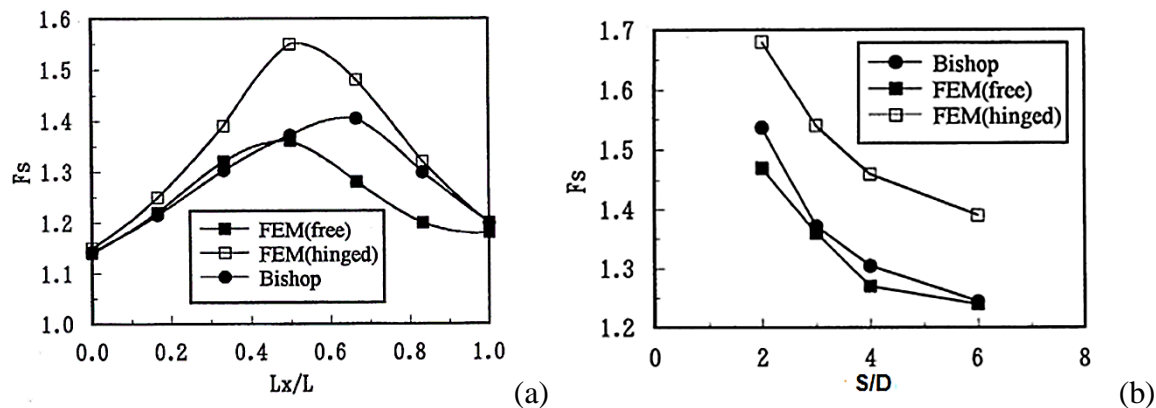 1.6
1.5
1.4
1.3
1.2
1.1
1.0
Fs
0.0 0.2 0.4 0.6 0.8 1.0
Lx/L
FEM(free)
FEM(hinged)
Bishop
(a)
1.7
1.6
1.5
1.4
1.3
1.2
Fs
0 2 4 6 8
S/D
Bishop
FEM(free)
FEM(hinged)
(b)